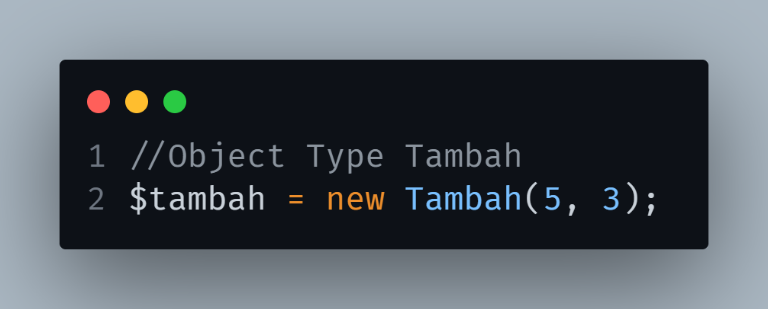 1 //Object Type Tambah
2 $tambah = new Tambah(5, 3);